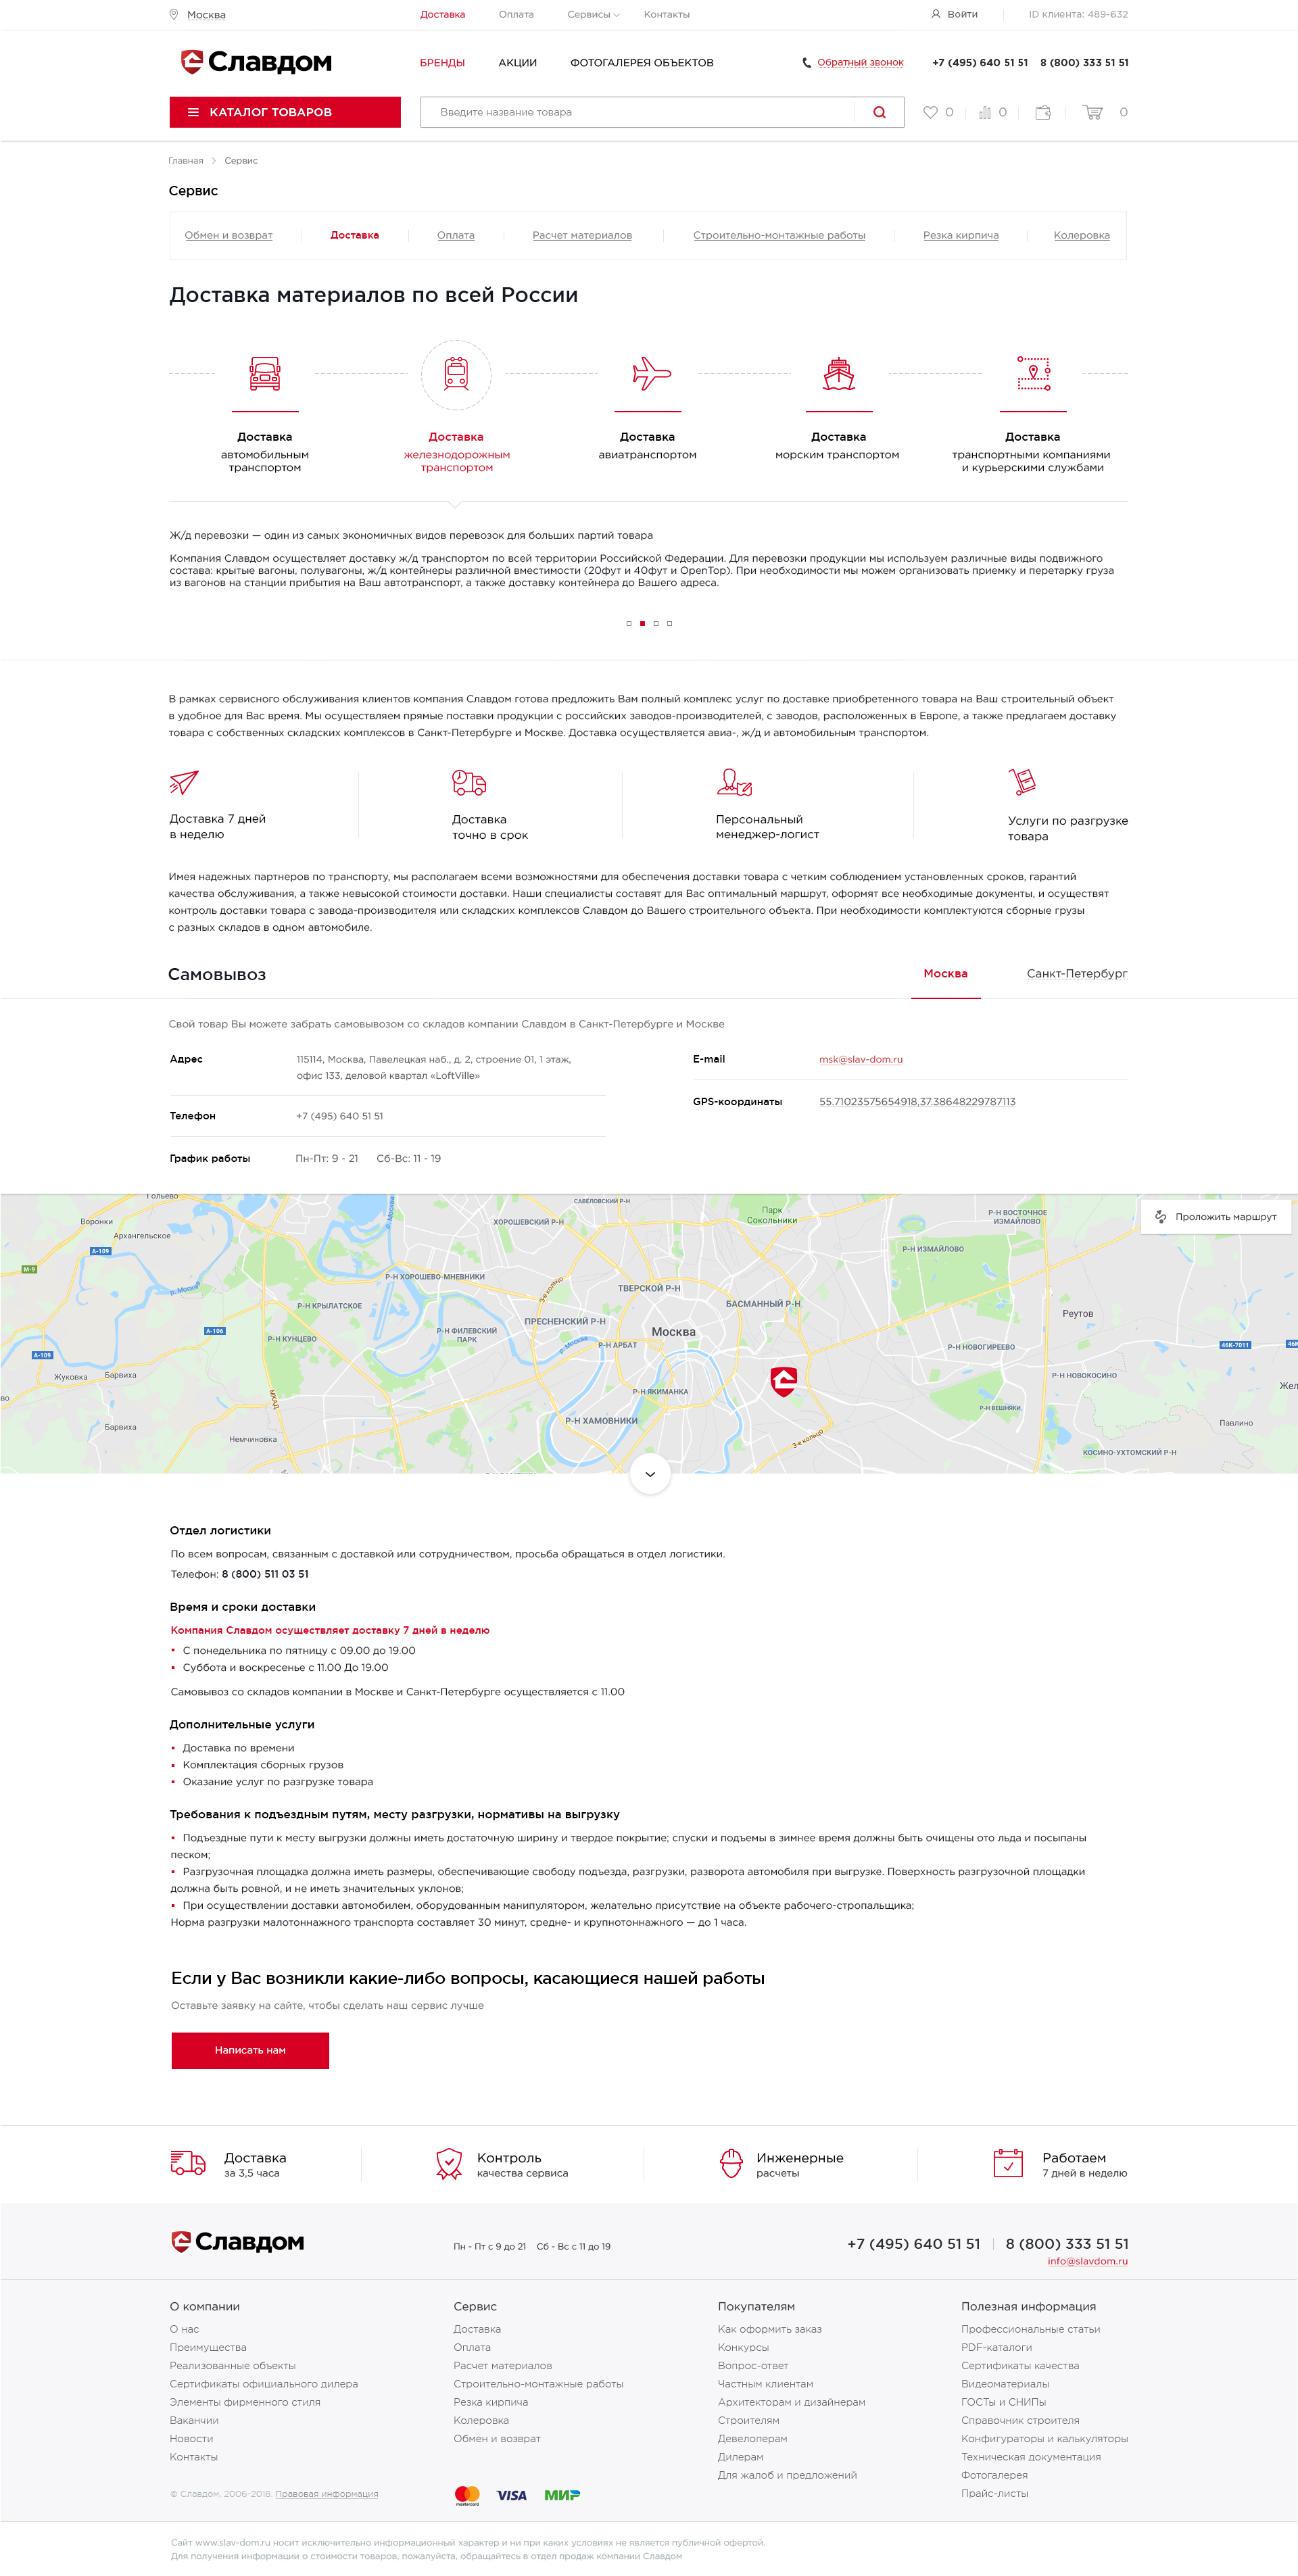 Москва
Доставка Оплата Сервисы Контакты
Войти ID клиента: 489-632
Славдом
БРЕНДЫ АКЦИИ ФОТОГАЛЕРЕЯ ОБЪЕКТОВ
Обратный звонок +7 (495) 640 51 51 8 (800) 333 51 51
КАТАЛОГ ТОВАРОВ
Введите название товара
0 0 0
Главная Сервис
Сервис
Обмен и возврат Доставка Оплата Расчет материалов Строительно-монтажные работы Резка кирпича Колеровка
Доставка материалов по всей России
Доставка
автомобильным
транспортом
Доставка
железнодорожным
транспортом
Доставка
авиатранспортом
Доставка
морским транспортом
Доставка
транспортными компаниями
и курьерскими службами
Ж/д перевозки — один из самых экономичных видов перевозок для больших партий товара
Компания Славдом осуществляет доставку ж/д транспортом по всей территории Российской Федерации. Для перевозки продукции мы используем различные виды подвижного
состава: крытые вагоны, полувагоны, ж/д контейнеры различной вместимости (20фут и 40фут и OpenTop). При необходимости мы можем организовать приемку и перетарку груза
из вагонов на станции прибытия на Ваш автотранспорт, а также доставку контейнера до Вашего адреса.
В рамках сервисного обслуживания клиентов компания Славдом готова предложить Вам полный комплекс услуг по доставке приобретенного товара на Ваш строительный объект
в удобное для Вас время. Мы осуществляем прямые поставки продукции с российских заводов-производителей, с заводов, расположенных в Европе, а также предлагаем доставку
товара с собственных складских комплексов в Санкт-Петербурге и Москве. Доставка осуществляется авиа-, ж/д и автомобильным транспортом.
Доставка 7 дней
в неделю
Доставка
точно в срок
Персональный
менеджер-логист
Услуги по разгрузке
товара
Имея надежных партнеров по транспорту, мы располагаем всеми возможностями для обеспечения доставки товара с четким соблюдением установленных сроков, гарантий
качества обслуживания, а также невысокой стоимости доставки. Наши специалисты составят для Вас оптимальный маршрут, оформят все необходимые документы, и осуществят
контроль доставки товара с завода-производителя или складских комплексов Славдом до Вашего строительного объекта. При необходимости комплектуются сборные грузы
с разных складов в одном автомобиле.
Самовывоз
Москва Санкт-Петербург
Свой товар Вы можете забрать самовывозом со складов компании Славдом в Санкт-Петербурге и Москве
Адрес
115114, Москва, Павелецкая наб., д. 2, строение 01, 1 этаж,
офис 133, деловой квартал «LoftVille»
Телефон +7 (495) 640 51 51
График работы Пн-Пт: 9 - 21 Сб-Вс: 11 - 19
E-mail msk@slav-dom.ru
GPS-координаты 55.71023575654918,37.38648229787113
Гольево
Воронки
Архангельское
А-109
М-9
р. Москва
Р-Н КРЫЛАТСКОЕ
А-106
Р-Н КУНЦЕВО
А-109
Жуковка
Барвиха
Барвиха
МКАД
Немчиновка
р. Москва
САВЁЛОВСКИЙ Р-Н
ХОРОШЕВСКИЙ Р-Н
Р-Н ХОРОШЕВО-МНЕВНИКИ
3-е кольцо
ПРЕСНЕНСКИЙ Р-Н
Р-Н ФИЛЕВСКИЙ
ПАРК
р. Москва
Р-Н АРБАТ
ТВЕРСКОЙ Р-Н
Москва
БАСМАННЫЙ Р-Н
Р-Н ЯКИМАНКА
Р-Н ХАМОВНИКИ
3-е кольцо
Парк
Сокольники
Р-Н ВОСТОЧНОЕ
ИЗМАЙЛОВО
Р-Н ИЗМАЙЛОВО
Реутов
Р-Н НОВОГИРЕЕВО
Р-Н НОВОКОСИНО
Р-Н ВЕШНЯКИ
46К-7011
46К
Жел
Павлино
КОСИНО-УХТОМСКИЙ Р-Н
Проложить маршрут
Отдел логистики
По всем вопросам, связанным с доставкой или сотрудничеством, просьба обращаться в отдел логистики.
Телефон: 8 (800) 511 03 51
Время и сроки доставки
Компания Славдом осуществляет доставку 7 дней в неделю
С понедельника по пятницу с 09.00 до 19.00
Суббота и воскресенье с 11.00 До 19.00
Самовывоз со складов компании в Москве и Санкт-Петербурге осуществляется с 11.00
Дополнительные услуги
Доставка по времени
Комплектация сборных грузов
Оказание услуг по разгрузке товара
Требования к подъездным путям, месту разгрузки, нормативы на выгрузку
Подъездные пути к месту выгрузки должны иметь достаточную ширину и твердое покрытие; спуски и подъемы в зимнее время должны быть очищены ото льда и посыпаны
песком;
Разгрузочная площадка должна иметь размеры, обеспечивающие свободу подъезда, разгрузки, разворота автомобиля при выгрузке. Поверхность разгрузочной площадки
должна быть ровной, и не иметь значительных уклонов;
При осуществлении доставки автомобилем, оборудованным манипулятором, желательно присутствие на объекте рабочего-стропальщика;
Норма разгрузки малотоннажного транспорта составляет 30 минут, средне- и крупнотоннажного — до 1 часа.
Если у Вас возникли какие-либо вопросы, касающиеся нашей работы
Оставьте заявку на сайте, чтобы сделать наш сервис лучше
Написать нам
Доставка
за 3,5 часа
Контроль
качества сервиса
Инженерные
расчеты
Работаем
7 дней в неделю
Славдом
Пн - Пт с 9 до 21 Сб - Вс с 11 до 19
+7 (495) 640 51 51 8 (800) 333 51 51
info@slavdom.ru
О компании
О нас
Преимущества
Реализованные объекты
Сертификаты официального дилера
Элементы фирменного стиля
Ваканчии
Новости
Контакты
Сервис
Доставка
Оплата
Расчет материалов
Строительно-монтажные работы
Резка кирпича
Колеровка
Обмен и возврат
Покупателям
Как оформить заказ
Конкурсы
Вопрос-ответ
Частным клиентам
Архитекторам и дизайнерам
Строителям
Девелоперам
Дилерам
Для жалоб и предложений
Полезная информация
Профессиональные статьи
PDF-каталоги
Сертификаты качества
Видеоматериалы
ГОСТы и СНИПы
Справочник строителя
Конфигураторы и калькуляторы
Техническая документация
Фотогалерея
Прайс-листы
© Славдом, 2006-2018. Правовая информация
mastercard VISA МИР
Сайт www.slav-dom.ru носит исключительно информационный характер и ни при каких условиях не является публичной офертой.
Для получения информации о стоимости товаров, пожалуйста, обращайтесь в отдел продаж компании Славдом